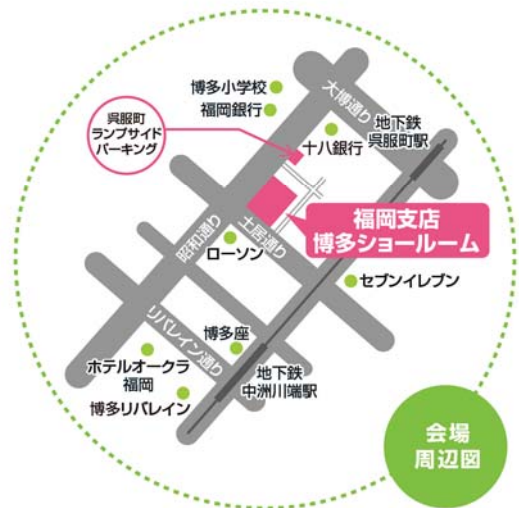 博多小学校
福岡銀行
大博通り
地下鉄
呉服町駅
呉服町
ランプサイド
パーキング
十八銀行
福岡支店
博多ショールーム
昭和通り
土居通り
ローソン
セブンイレブン
リバレイン通り
博多座
ホテルオークラ
福岡
地下鉄
中洲川端駅
博多リバレイン
会場
周辺図